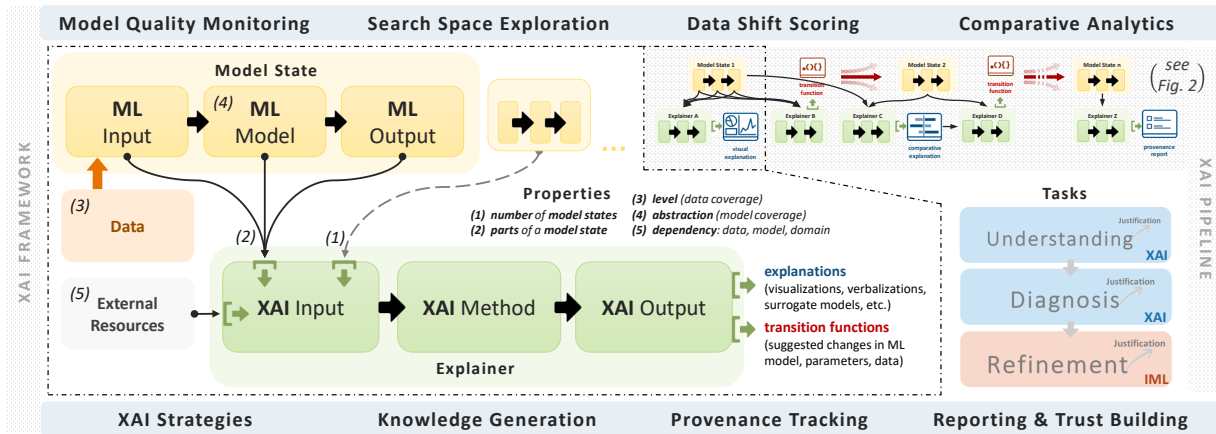 Model Quality Monitoring
Search Space Exploration
Data Shift Scoring
Comparative Analytics
XAI FRAMEWORK
Model State
ML
Input
(4)
ML
Model
ML
Output
...
(3)
Data
(2)
(1)
Properties
(1) number of model states
(2) parts of a model state
(3) level (data coverage)
(4) abstraction (model coverage)
(5) dependency: data, model, domain
(5)
External
Resources
XAI Input
XAI Method
XAI Output
Explainer
explanations
(visualizations, verbalizations,
surrogate models, etc.)
transition functions
(suggested changes in ML
model, parameters, data)
Model State 1
transition
function
Model State 2
transition
function
Model State n
(see
Fig. 2)
Explainer A
visual
explanation
Explainer B
Explainer C
comparative
explanation
Explainer D
Explainer Z
provenance
report
XAI PIPELINE
Tasks
Understanding
Justification
XAI
Diagnosis
Justification
XAI
Refinement
Justification
IML
XAI Strategies
Knowledge Generation
Provenance Tracking
Reporting & Trust Building